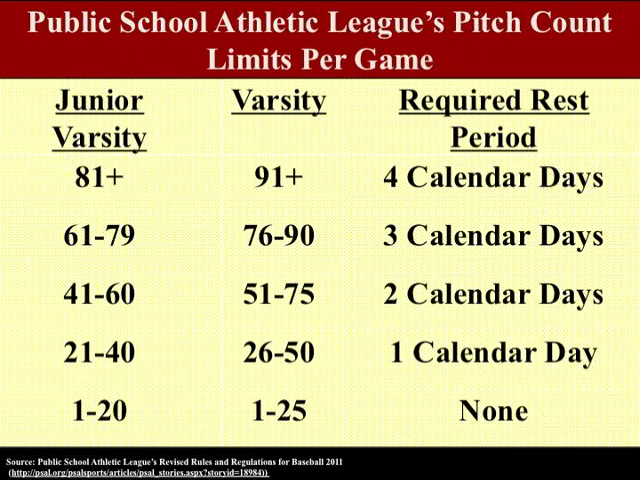 Public School Athletic League's Pitch Count
Limits Per Game
Junior Varsity Varsity Required Rest Period
81+ 91+ 4 Calendar Days
61-79 76-90 3 Calendar Days
41-60 51-75 2 Calendar Days
21-40 26-50 1 Calendar Day
1-20 1-25 None
Source: Public School Athletic League's Revised Rules and Regulations for Baseball 2011
(http://psal.org/psalsports/articles/psal_stories.aspx?storyid=18984))